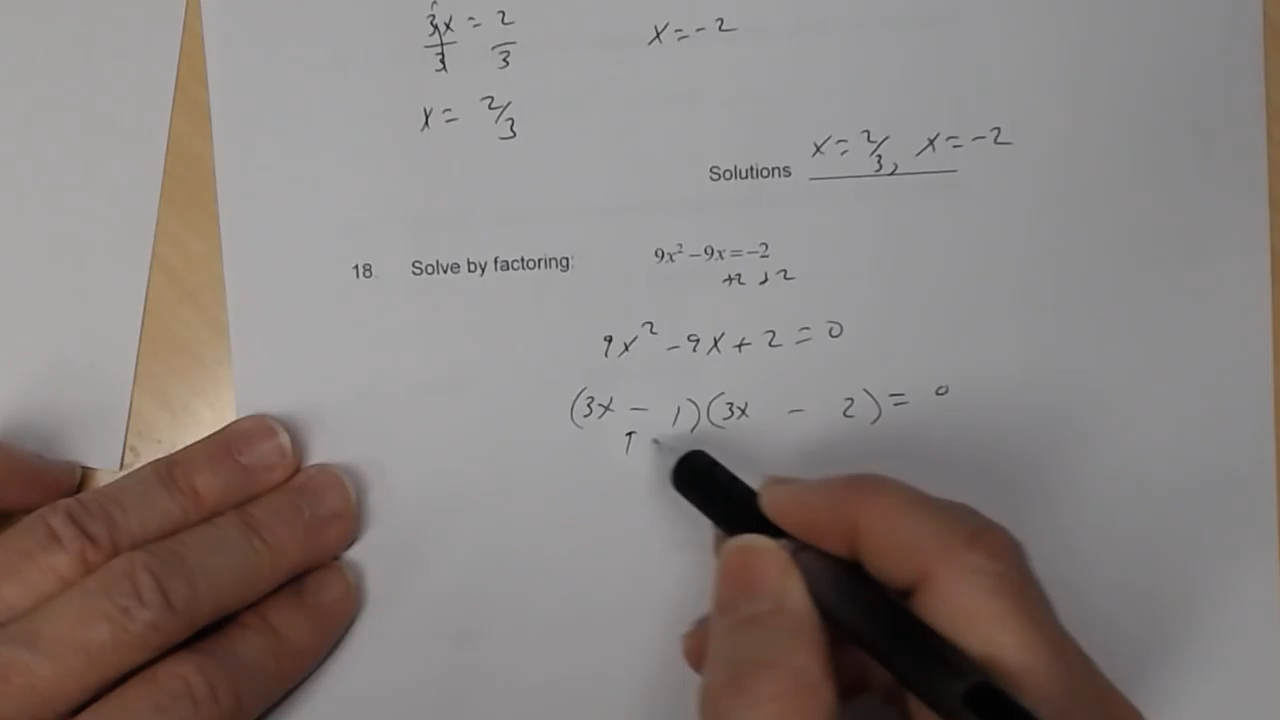 3x = 2
3 3
x = -2
x = 2/3
x = 2/3, x = -2
Solutions
18. Solve by factoring: 9x² – 9x = –2
+2 +2
9x² - 9x + 2 = 0
(3x - 1)(3x - 2) = 0